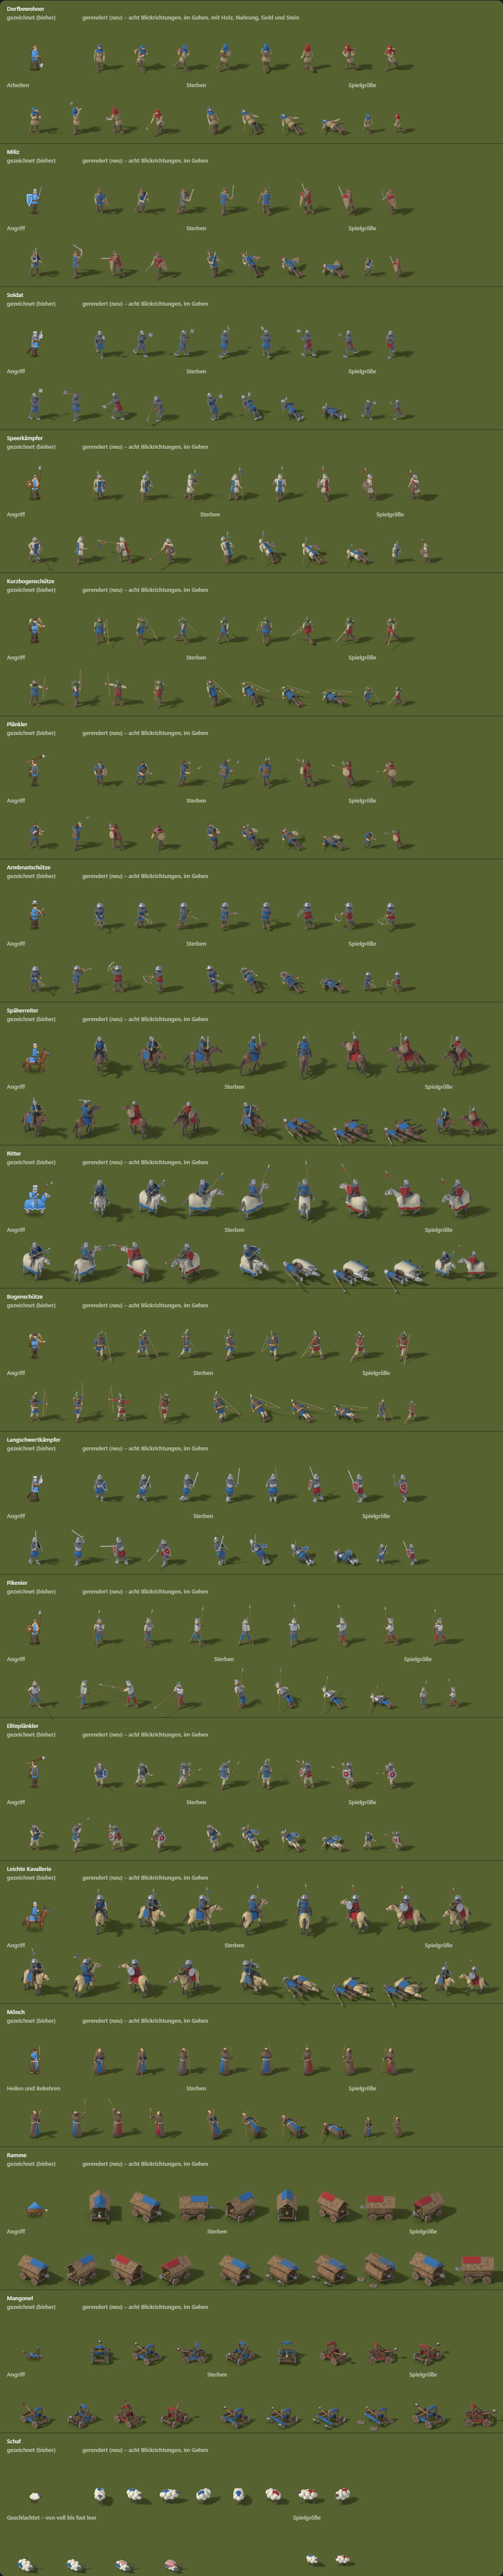 Dorfbewohner
gezeichnet (bisher) gerendert (neu) – acht Blickrichtungen, im Gehen, mit Holz, Nahrung, Gold und Stein
Arbeiten Sterben Spielgröße
Miliz
gezeichnet (bisher) gerendert (neu) – acht Blickrichtungen, im Gehen
Angriff Sterben Spielgröße
Soldat
gezeichnet (bisher) gerendert (neu) – acht Blickrichtungen, im Gehen
Angriff Sterben Spielgröße
Speerkämpfer
gezeichnet (bisher) gerendert (neu) – acht Blickrichtungen, im Gehen
Angriff Sterben Spielgröße
Kurzbogenschütze
gezeichnet (bisher) gerendert (neu) – acht Blickrichtungen, im Gehen
Angriff Sterben Spielgröße
Plänkler
gezeichnet (bisher) gerendert (neu) – acht Blickrichtungen, im Gehen
Angriff Sterben Spielgröße
Armbrustschütze
gezeichnet (bisher) gerendert (neu) – acht Blickrichtungen, im Gehen
Angriff Sterben Spielgröße
Späherreiter
gezeichnet (bisher) gerendert (neu) – acht Blickrichtungen, im Gehen
Angriff Sterben Spielgröße
Ritter
gezeichnet (bisher) gerendert (neu) – acht Blickrichtungen, im Gehen
Angriff Sterben Spielgröße
Bogenschütze
gezeichnet (bisher) gerendert (neu) – acht Blickrichtungen, im Gehen
Angriff Sterben Spielgröße
Langschwertkämpfer
gezeichnet (bisher) gerendert (neu) – acht Blickrichtungen, im Gehen
Angriff Sterben Spielgröße
Pikenier
gezeichnet (bisher) gerendert (neu) – acht Blickrichtungen, im Gehen
Angriff Sterben Spielgröße
Eliteplänkler
gezeichnet (bisher) gerendert (neu) – acht Blickrichtungen, im Gehen
Angriff Sterben Spielgröße
Leichte Kavallerie
gezeichnet (bisher) gerendert (neu) – acht Blickrichtungen, im Gehen
Angriff Sterben Spielgröße
Mönch
gezeichnet (bisher) gerendert (neu) – acht Blickrichtungen, im Gehen
Heilen und Bekehren Sterben Spielgröße
Ramme
gezeichnet (bisher) gerendert (neu) – acht Blickrichtungen, im Gehen
Angriff Sterben Spielgröße
Mangonel
gezeichnet (bisher) gerendert (neu) – acht Blickrichtungen, im Gehen
Angriff Sterben Spielgröße
Schaf
gezeichnet (bisher) gerendert (neu) – acht Blickrichtungen, im Gehen
Geschlachtet – von voll bis fast leer Spielgröße